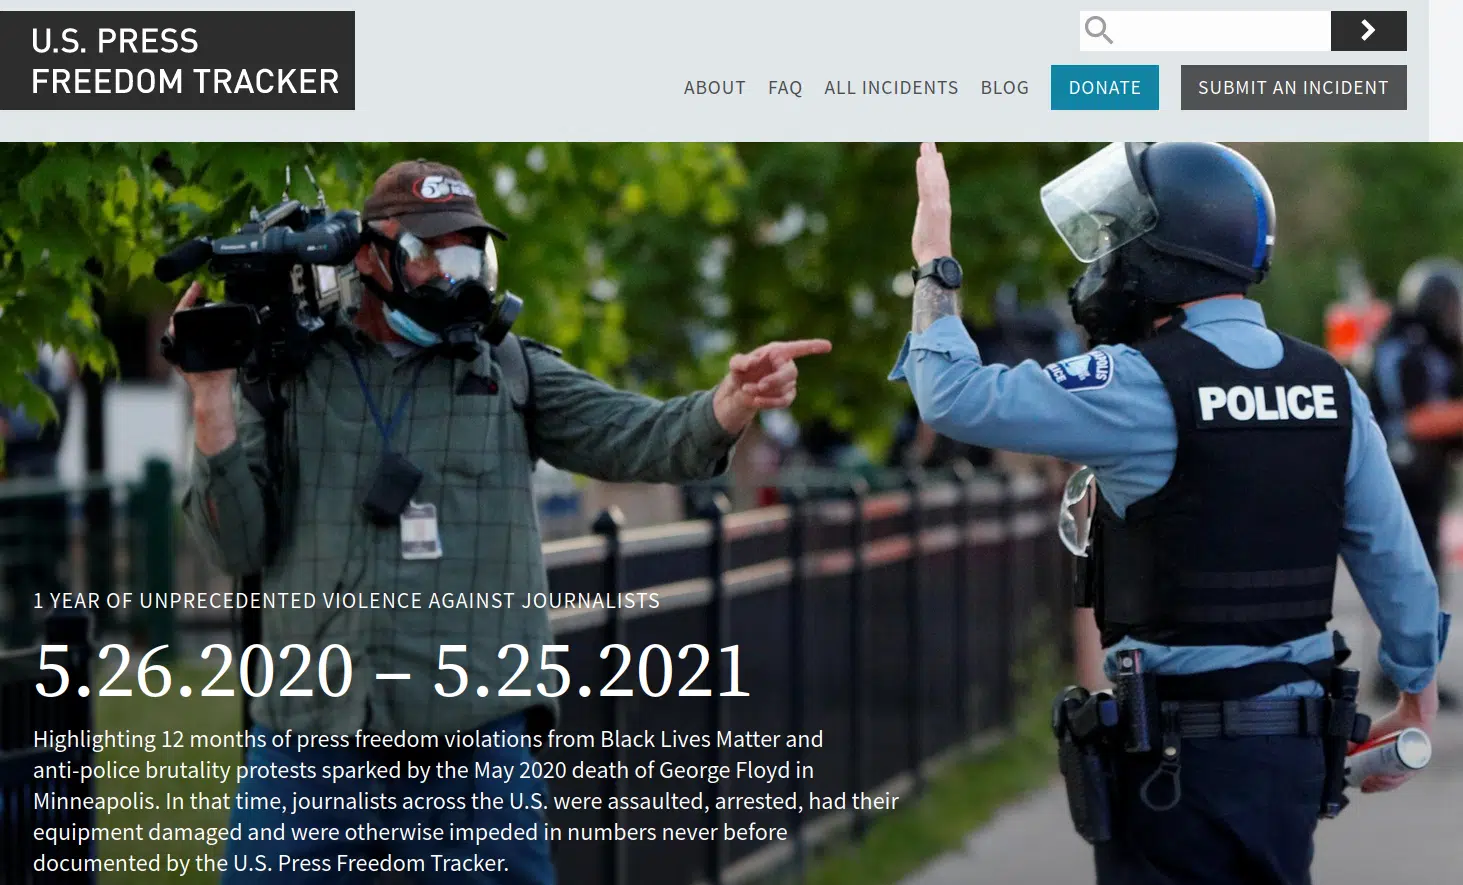 U.S. PRESS
FREEDOM TRACKER
ABOUT FAQ ALL INCIDENTS BLOG DONATE SUBMIT AN INCIDENT
5
POLICE
1 YEAR OF UNPRECEDENTED VIOLENCE AGAINST JOURNALISTS
5.26.2020 – 5.25.2021
Highlighting 12 months of press freedom violations from Black Lives Matter and
anti-police brutality protests sparked by the May 2020 death of George Floyd in
Minneapolis. In that time, journalists across the U.S. were assaulted, arrested, had their
equipment damaged and were otherwise impeded in numbers never before
documented by the U.S. Press Freedom Tracker.